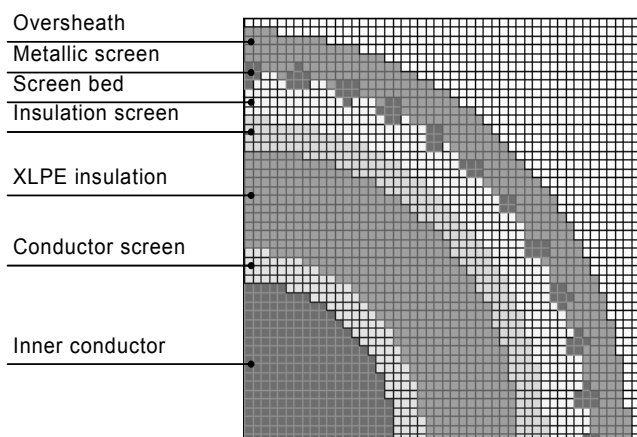 Oversheath
Metallic screen
Screen bed
Insulation screen
XLPE insulation
Conductor screen
Inner conductor